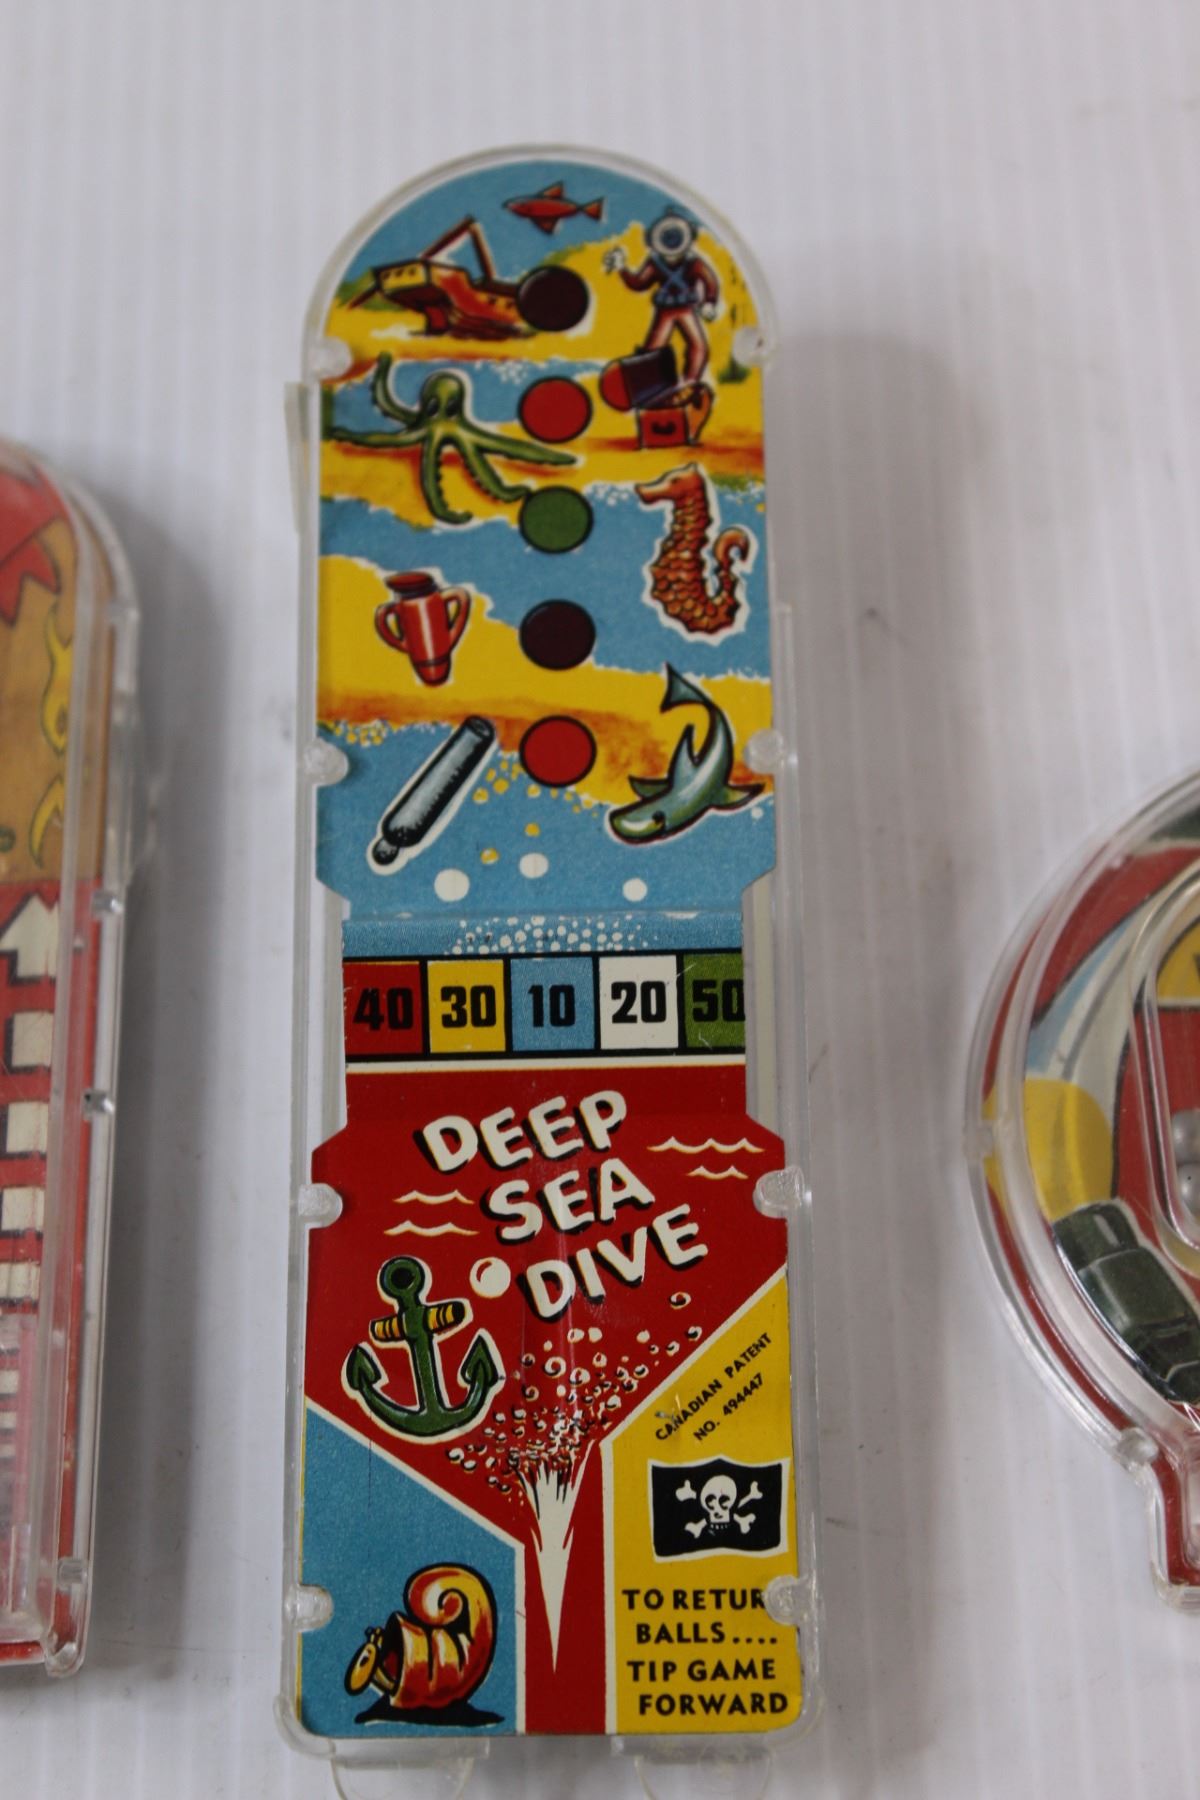 40 30 10 20 50
DEEP
SEA
DIVE
CANADIAN PATENT
NO. 494447
TO RETUR
BALLS....
TIP GAME
FORWARD